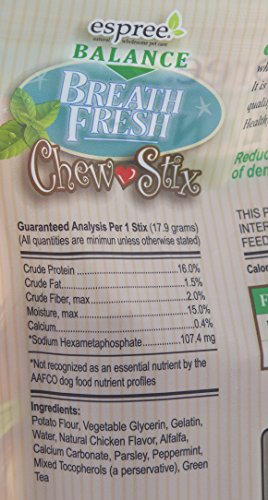 espree.
natural wholesome pet care
BALANCE
BREATH
FRESH
Chew Stix
Guaranteed Analysis Per 1 Stix (17.9 grams)
(All quantities are minimun unless otherwise stated)
Crude Protein 16.0%
Crude Fat 1.5%
Crude Fiber, max 2.0%
Moisture, max 15.0%
Calcium 0.4%
*Sodium Hexametaphosphate 107,4 mg
*Not recognized as an essential nutrient by the
AAFCO dog food nutrient profiles
Ingredients:
Potato Flour, Vegetable Glycerin, Gelatin,
Water, Natural Chicken Flavor, Alfalfa,
Calcium Carbonate, Parsley, Peppermint,
Mixed Tocopherols (a perservative), Green
Tea
It is
Healthy
of den
THIS P
INTER
FEED
Calor